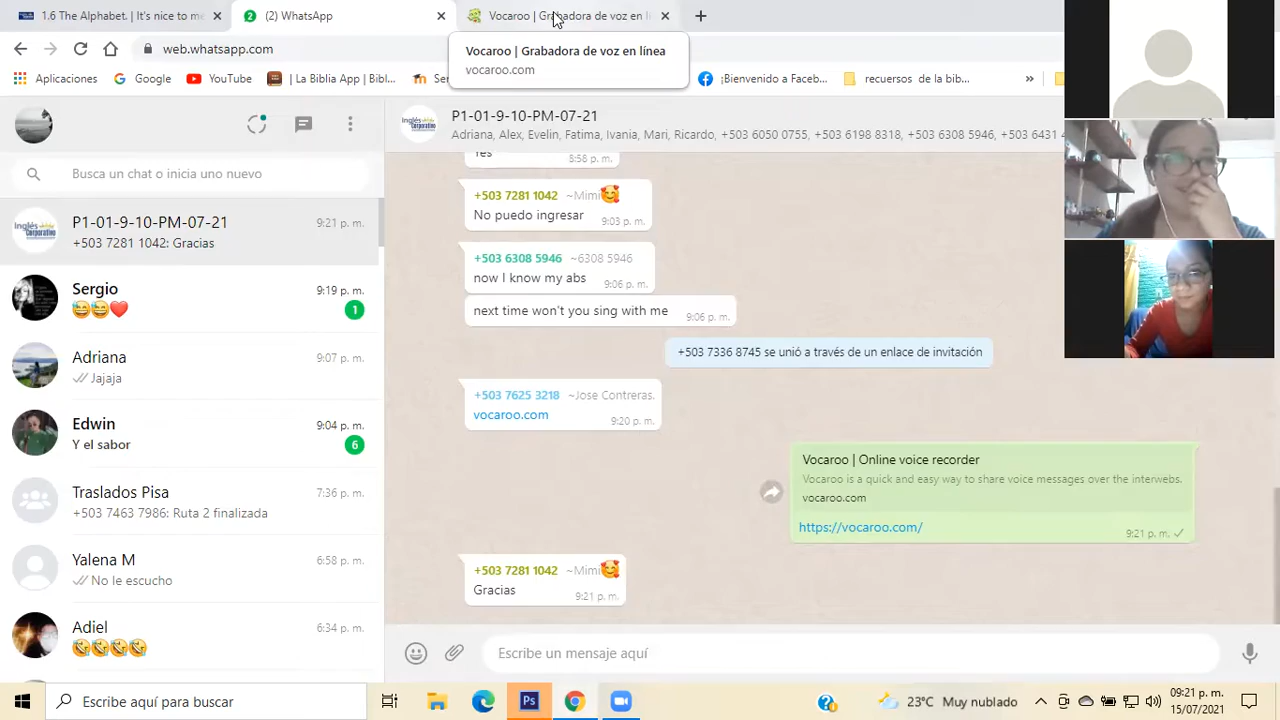 1.6 The Alphabet. | It's nice to me
(2) WhatsApp
Vocaroo | Grabadora de voz en lí
web.whatsapp.com
Vocaroo | Grabadora de voz en línea
vocaroo.com
Aplicaciones
Google
YouTube
| La Biblia App | Bibl...
Ser
¡Bienvenido a Faceb...
recuersos de la bib...
»
P1-01-9-10-PM-07-21
Adriana, Alex, Evelin, Fatima, Ivania, Mari, Ricardo, +503 6050 0755, +503 6198 8318, +503 6308 5946, +503 6431 4
Busca un chat o inicia uno nuevo
P1-01-9-10-PM-07-21
9:21 p. m.
+503 7281 1042: Gracias
Sergio
9:19 p. m.
1
Adriana
9:07 p. m.
Jajaja
Edwin
9:04 p. m.
Y el sabor
6
Traslados Pisa
7:36 p. m.
+503 7463 7986: Ruta 2 finalizada
Yalena M
6:58 p. m.
No le escucho
Adiel
6:34 p. m.
Yes
8:58 p. m.
+503 7281 1042 ~Mimi🥰
No puedo ingresar
9:03 p. m.
+503 6308 5946 ~6308 5946
now I know my abs
9:06 p. m.
next time won't you sing with me
9:06 p. m.
+503 7336 8745 se unió a través de un enlace de invitación
+503 7625 3218 ~Jose Contreras.
vocaroo.com
9:20 p. m.
Vocaroo | Online voice recorder
Vocaroo is a quick and easy way to share voice messages over the interwebs.
vocaroo.com
https://vocaroo.com/
9:21 p. m.
+503 7281 1042 ~Mimi🥰
Gracias
9:21 p. m.
Escribe un mensaje aquí
Escribe aquí para buscar
Ps
23°C Muy nublado
09:21 p. m.
15/07/2021